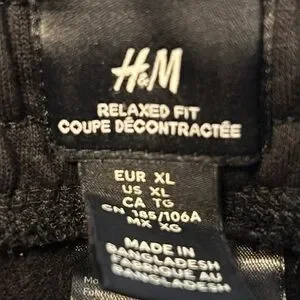 H&M
RELAXED FIT
COUPE DÉCONTRACTÉE
EUR XL
US XL
CA TG
CN 185/106A
MX XG
MADE IN
BANGLADESH
FABRIQUÉ AU
BANGLADESH